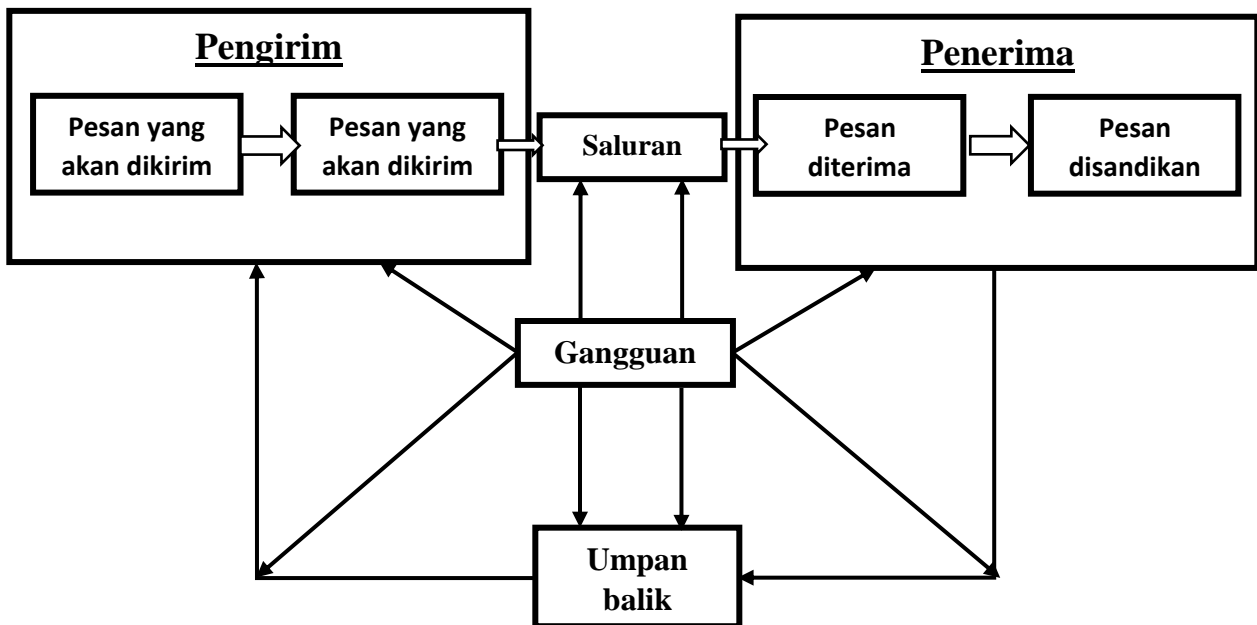 Pengirim
Pesan yang
akan dikirim
Pesan yang
akan dikirim
Saluran
Penerima
Pesan
diterima
Pesan
disandikan
Gangguan
Umpan
balik